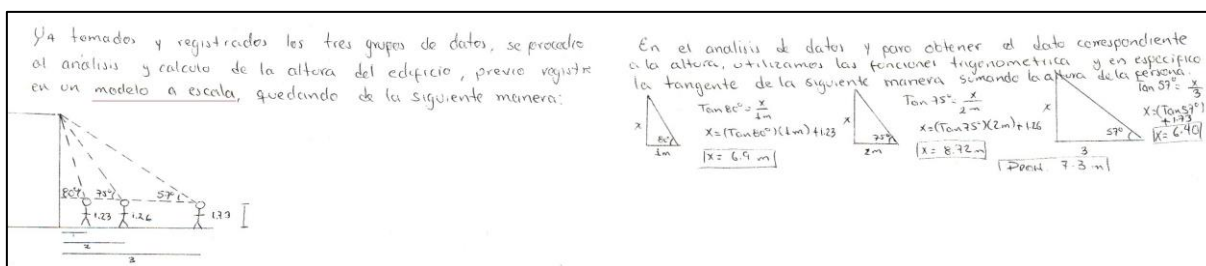 Ya tomados y registrados los tres grupos de datos, se procedio
al analisis y calculo de la altura del edificio, previo registro
en un modelo a escala, quedando de la siguiente manera:
80° 75° 57°
1.23 1.26 1.73
1
2
3
En el analisis de datos y para obtener el dato correspondiente
a la altura, utilizamos las funciones trigonometrica y en especifico
la tangente de la siguiente manera sumando la altura de la persona.
x
80°
1m
Tan 80° = x/1m
x=(Tan 80°)(1m)+1.23
x= 6.9 m
x
75°
2m
Tan 75° = x/2m
x=(Tan 75°)(2m)+1.26
x= 8.72 m
x
57°
3
Tan 57° = x/3
x=(Tan 57°)
+1.73
x= 6.40
Prom 7.3 m